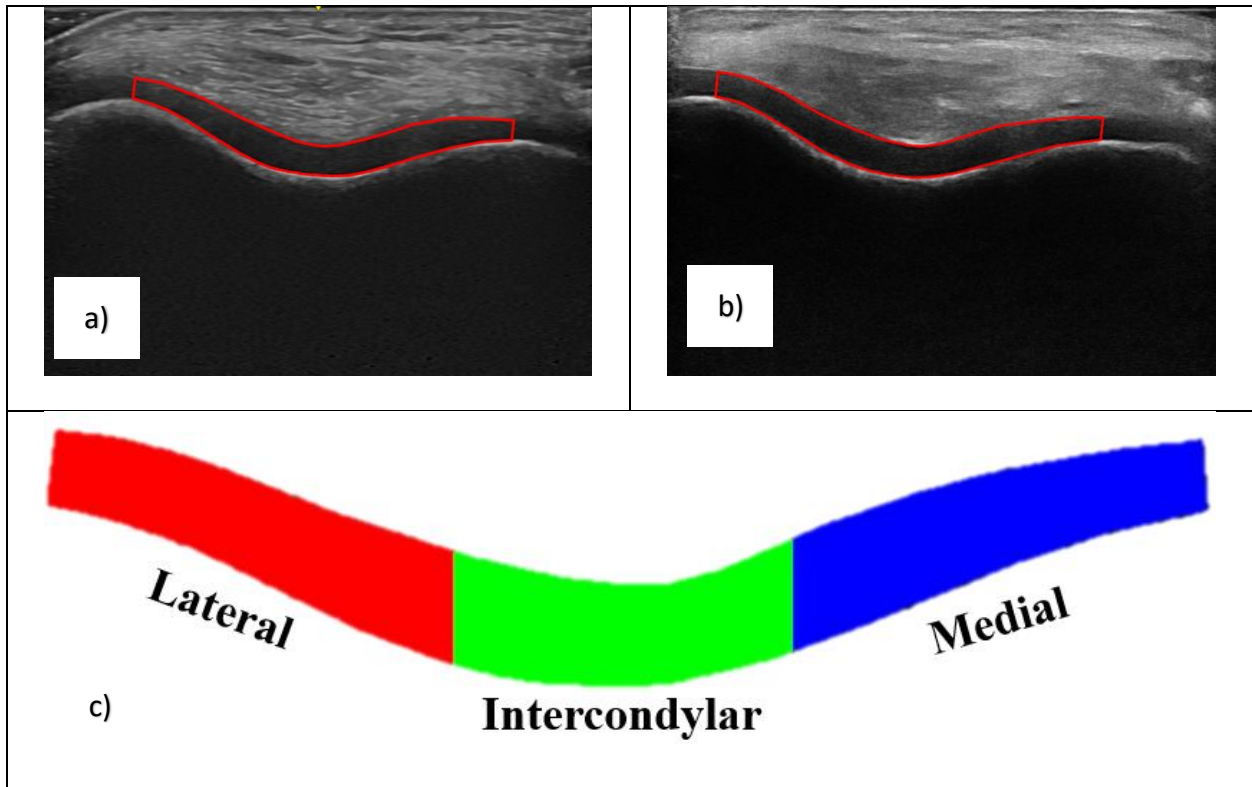 a)
b)
Lateral
Medial
c)
Intercondylar